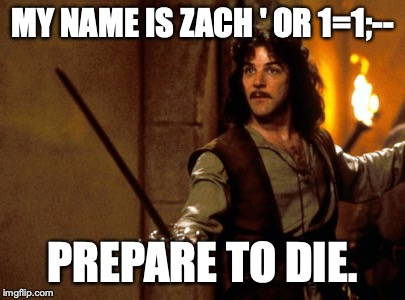 MY NAME IS ZACH ' OR 1=1;--
PREPARE TO DIE.
imgflip.com